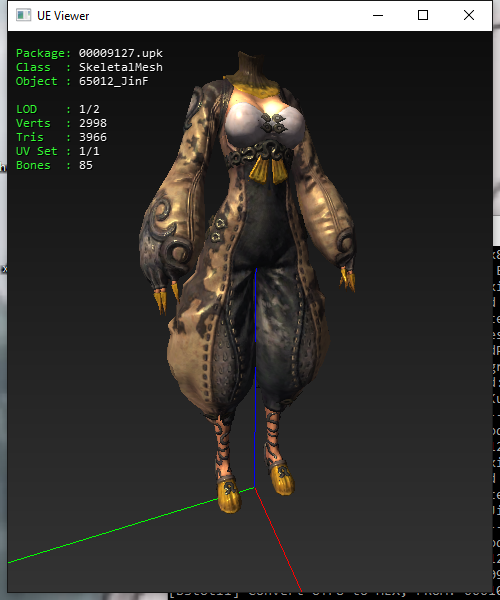 UE Viewer
Package: 00009127.upk
Class : SkeletalMesh
Object : 65012_JinF
LOD : 1/2
Verts : 2998
Tris : 3966
UV Set : 1/1
Bones : 85